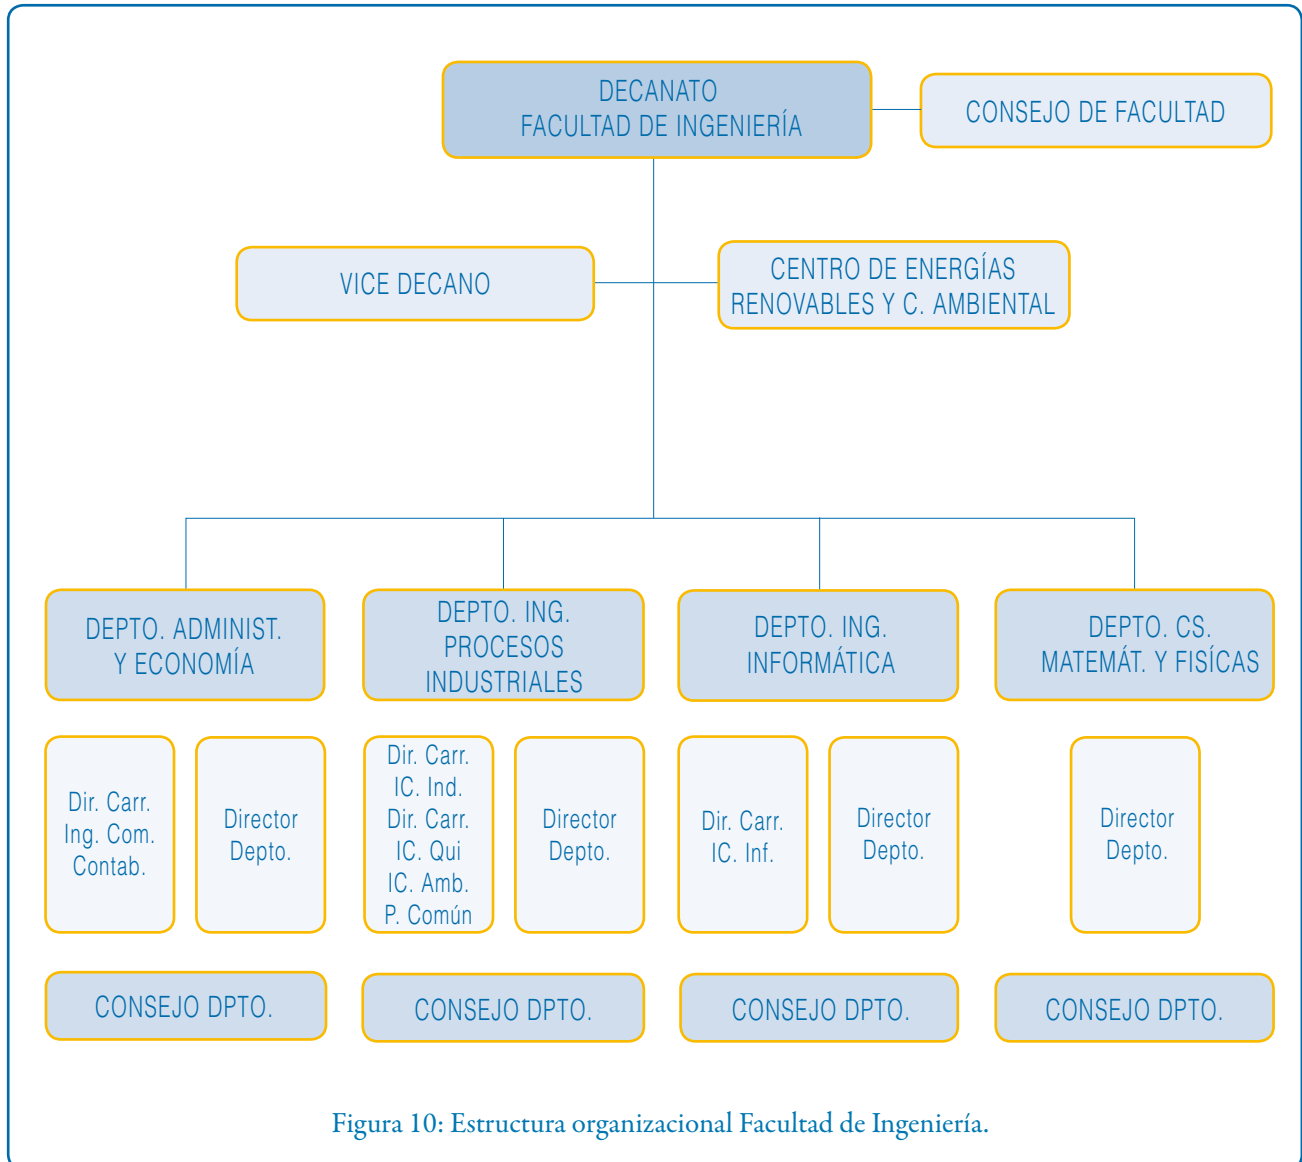 DECANATO
FACULTAD DE INGENIERÍA
CONSEJO DE FACULTAD
VICE DECANO
CENTRO DE ENERGÍAS
RENOVABLES Y C. AMBIENTAL
DEPTO. ADMINIST.
Y ECONOMÍA
DEPTO. ING.
PROCESOS
INDUSTRIALES
DEPTO. ING.
INFORMÁTICA
DEPTO. CS.
MATEMÁT. Y FISÍCAS
Dir. Carr.
Ing. Com.
Contab.
Director
Depto.
Dir. Carr.
IC. Ind.
Dir. Carr.
IC. Qui
IC. Amb.
P. Común
Director
Depto.
Dir. Carr.
IC. Inf.
Director
Depto.
Director
Depto.
CONSEJO DPTO.
CONSEJO DPTO.
CONSEJO DPTO.
CONSEJO DPTO.
Figura 10: Estructura organizacional Facultad de Ingeniería.